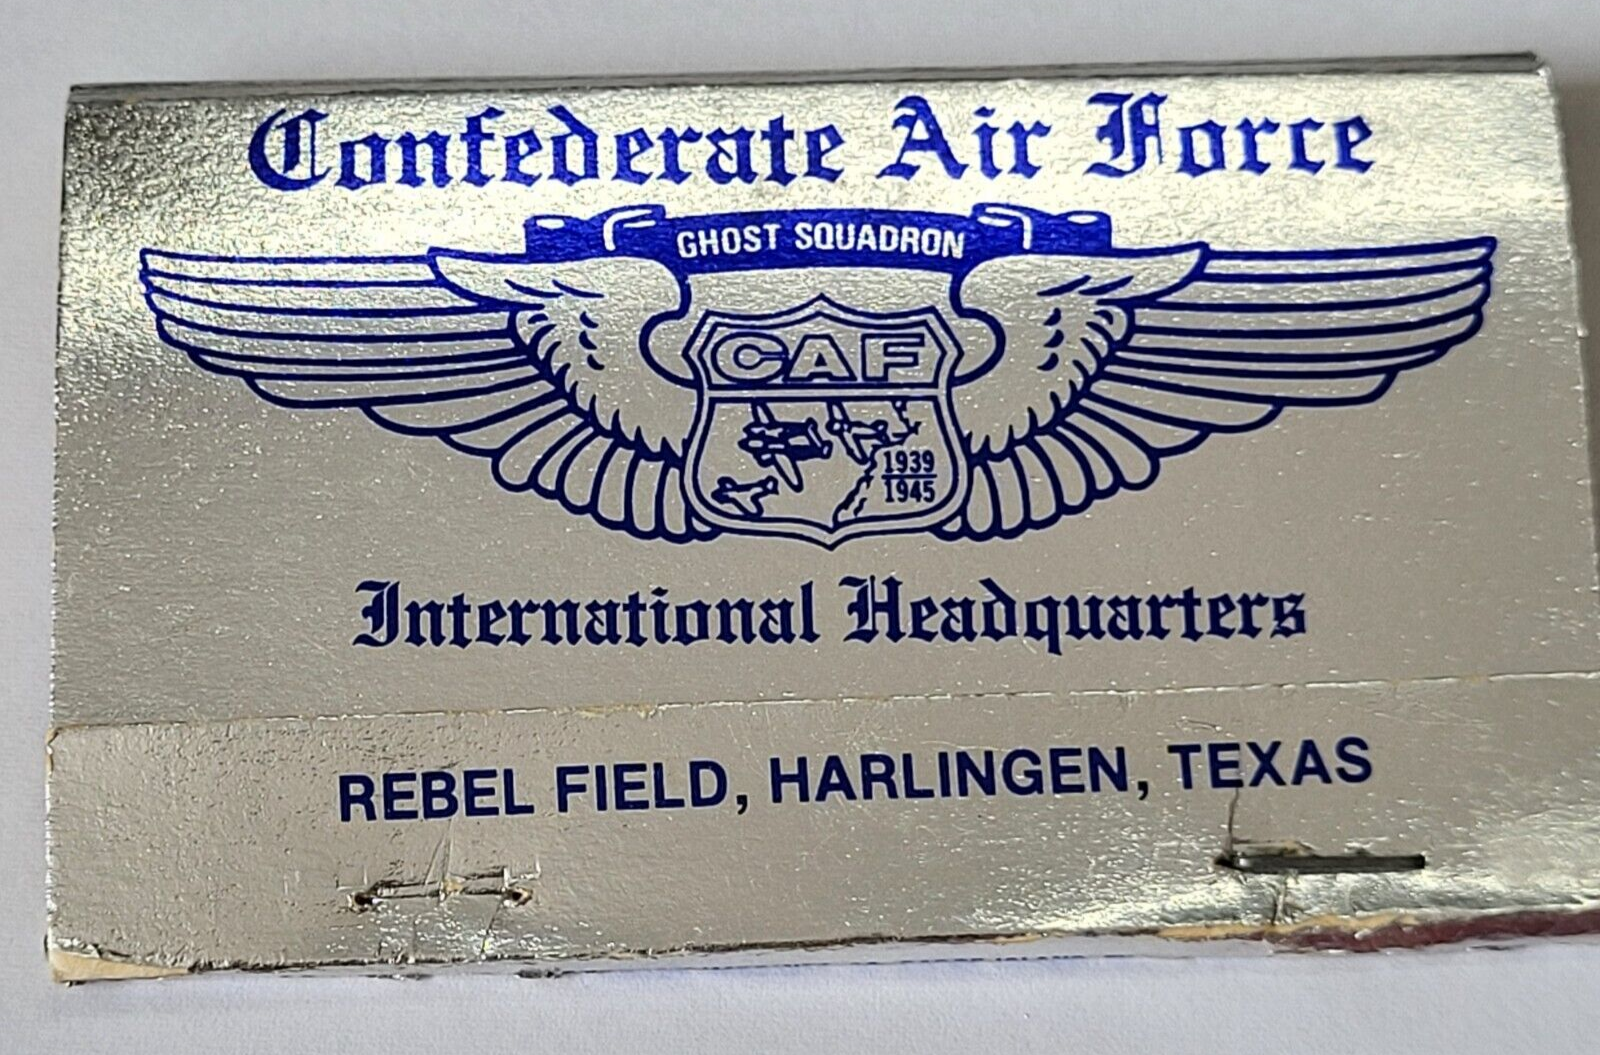 Confederate Air Force
GHOST SQUADRON
CAF
1939
1945
International Headquarters
REBEL FIELD, HARLINGEN, TEXAS